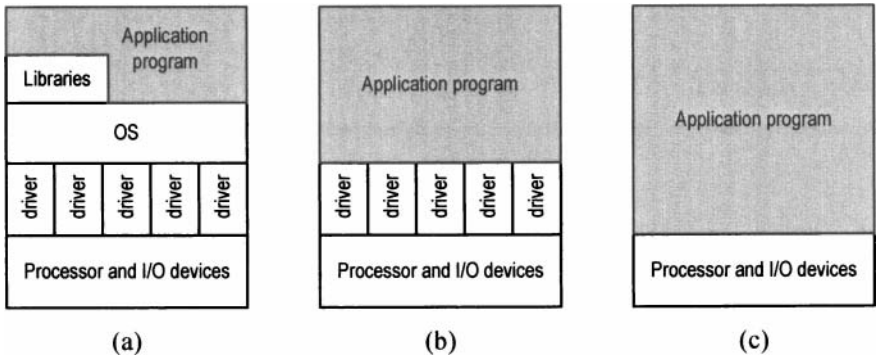 Application
program
Libraries
OS
driver
driver
driver
driver
driver
Processor and I/O devices
(a)
Application program
driver
driver
driver
driver
driver
Processor and I/O devices
(b)
Application program
Processor and I/O devices
(c)